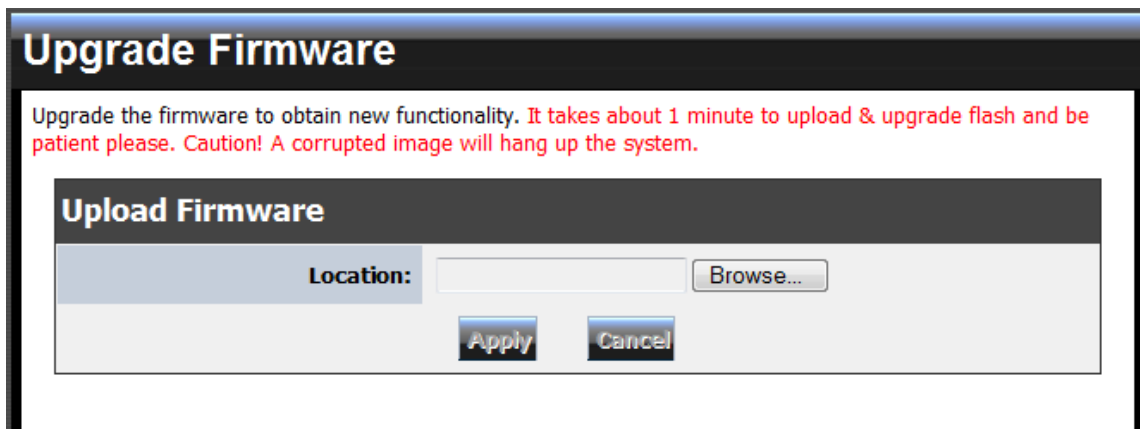 Upgrade Firmware
Upgrade the firmware to obtain new functionality. It takes about 1 minute to upload & upgrade flash and be
patient please. Caution! A corrupted image will hang up the system.
Upload Firmware
Location: Browse...
Apply Cancel